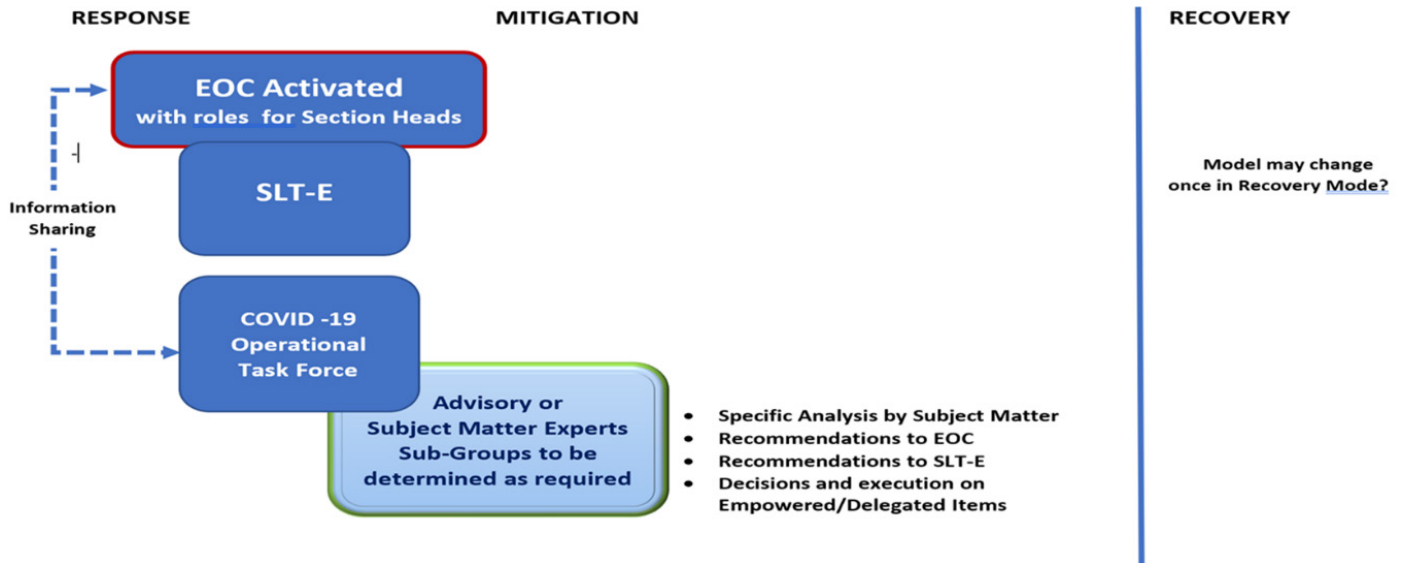 RESPONSE
MITIGATION
RECOVERY
EOC Activated
with roles for Section Heads
SLT-E
Information
Sharing
COVID -19
Operational
Task Force
Advisory or
Subject Matter Experts
Sub-Groups to be
determined as required
• Specific Analysis by Subject Matter
• Recommendations to EOC
• Recommendations to SLT-E
• Decisions and execution on
Empowered/Delegated Items
Model may change
once in Recovery Mode?